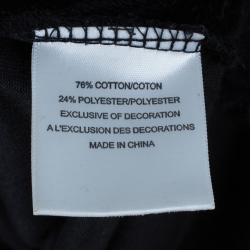 76% COTTON/COTON
24% POLYESTER/POLYESTER
EXCLUSIVE OF DECORATION
A L'EXCLUSION DES DECORATIONS
MADE IN CHINA